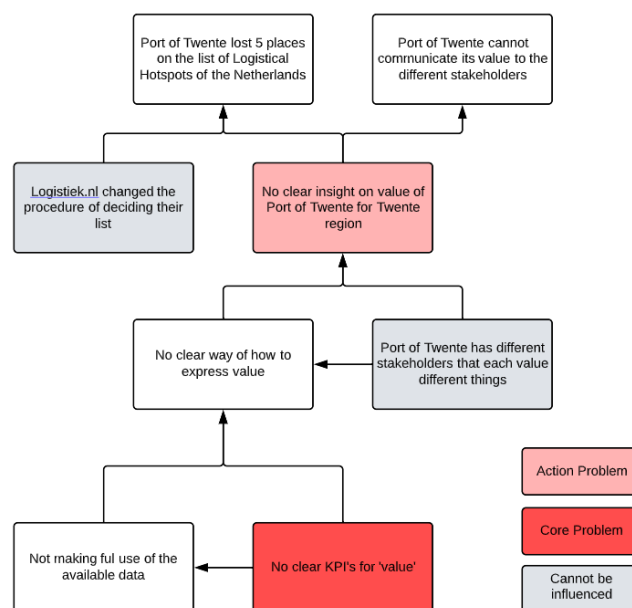 Port of Twente lost 5 places
on the list of Logistical
Hotspots of the Netherlands
Port of Twente cannot
communicate its value to the
different stakeholders
Logistiek.nl changed the
procedure of deciding their
list
No clear insight on value of
Port of Twente for Twente
region
No clear way of how to
express value
Port of Twente has different
stakeholders that each value
different things
Action Problem
Core Problem
Not making ful use of the
available data
No clear KPI's for 'value'
Cannot be
influenced